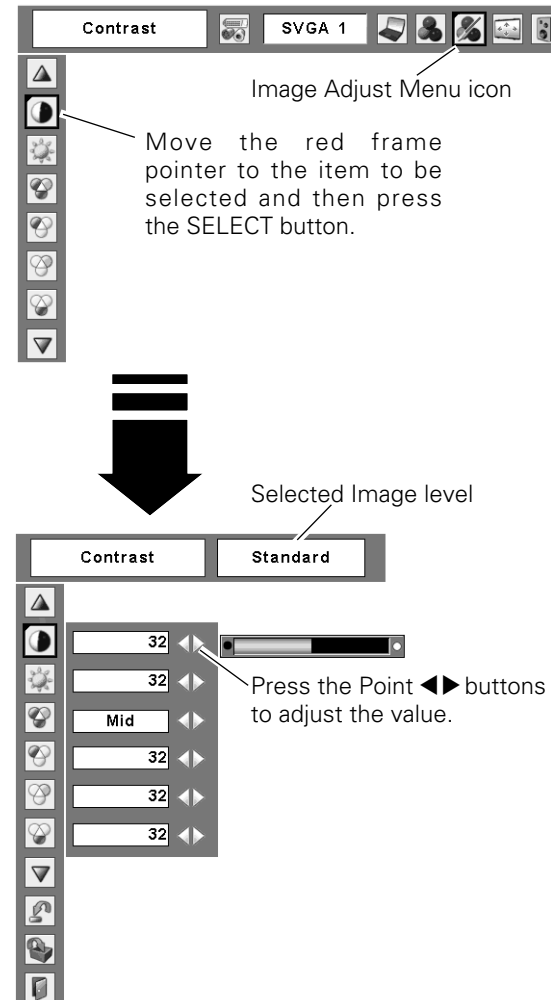 Contrast SVGA 1
Image Adjust Menu icon
Move the red frame
pointer to the item to be
selected and then press
the SELECT button.
Selected Image level
Contrast Standard
32
32
Mid
32
32
32
Press the Point ◀▶ buttons
to adjust the value.